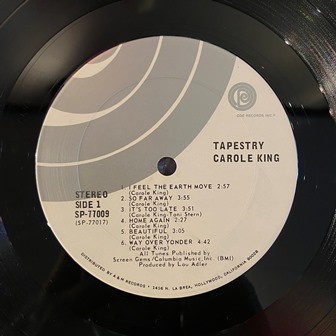 ODE RECORDS INC.
TAPESTRY
CAROLE KING
STEREO
SIDE 1
SP-77009
(SP-77017)
1. I FEEL THE EARTH MOVE 2:57
(Carole King)
2. SO FAR AWAY 3:55
(Carole King)
3. IT'S TOO LATE 3:51
(Carole King-Toni Stern)
4. HOME AGAIN 2:27
(Carole King)
5. BEAUTIFUL 3:05
(Carole King)
6. WAY OVER YONDER 4:42
(Carole King)
All Tunes Published by
Screen Gems/Columbia Music, Inc. (BMI)
Produced by Lou Adler
DISTRIBUTED BY A&M RECORDS • 1416 N. LA BREA, HOLLYWOOD, CALIFORNIA 90028